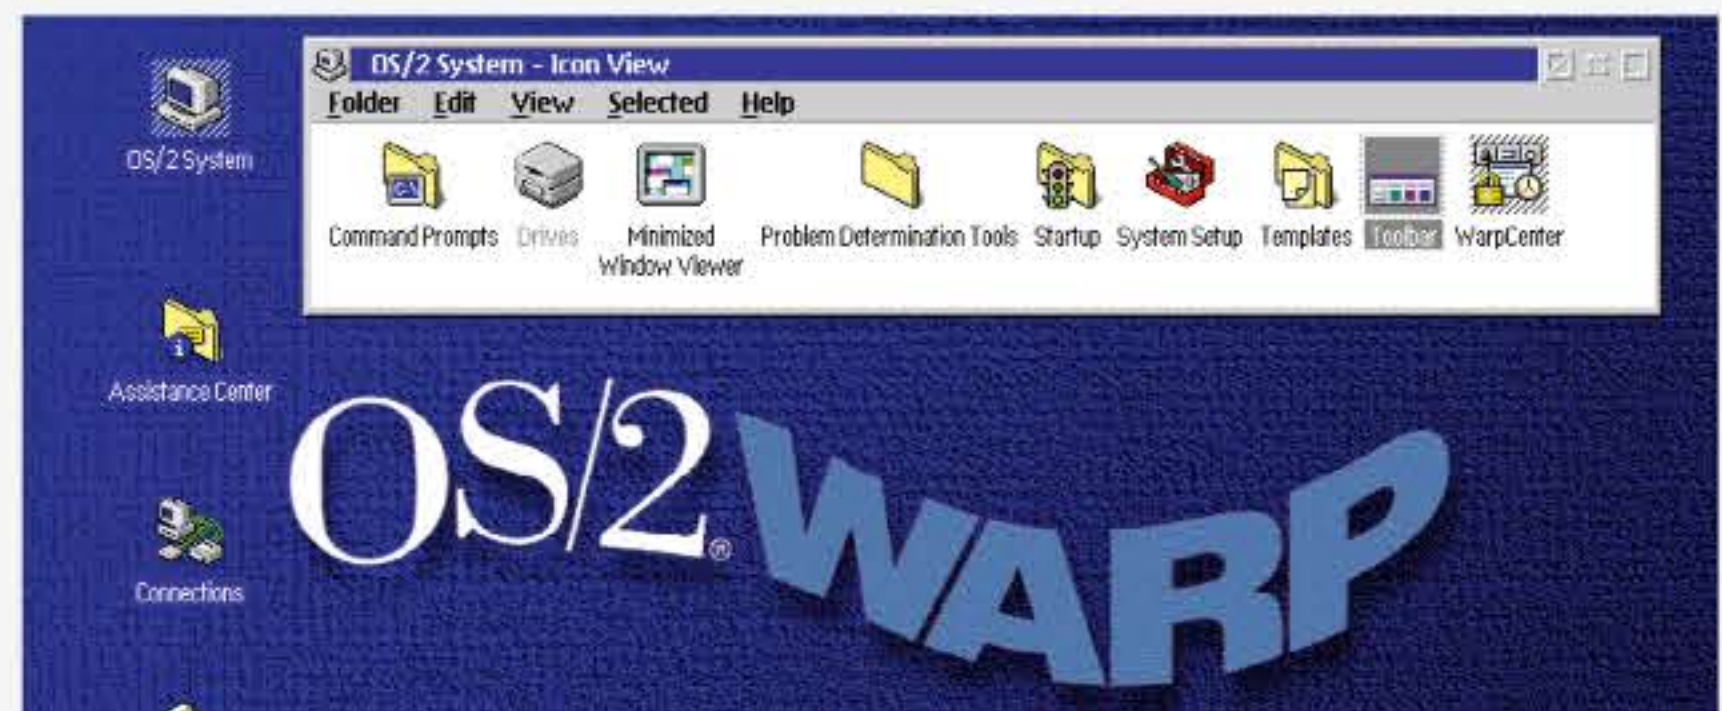 OS/2 System - Icon View
Folder Edit View Selected Help
OS/2 System
Command Prompts Drives Minimized Window Viewer Problem Determination Tools Startup System Setup Templates Toolbar WarpCenter
Assistance Center
OS/2® WARP
Connections